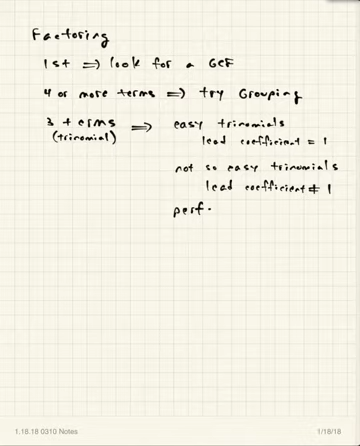 Factoring
1st => look for a GCF
4 or more terms => try Grouping
3 terms => easy trinomials
(trinomial) lead coefficient = 1
not so easy trinomials
lead coefficient ≠ 1
perf.
1.18.18 0310 Notes 1/18/18